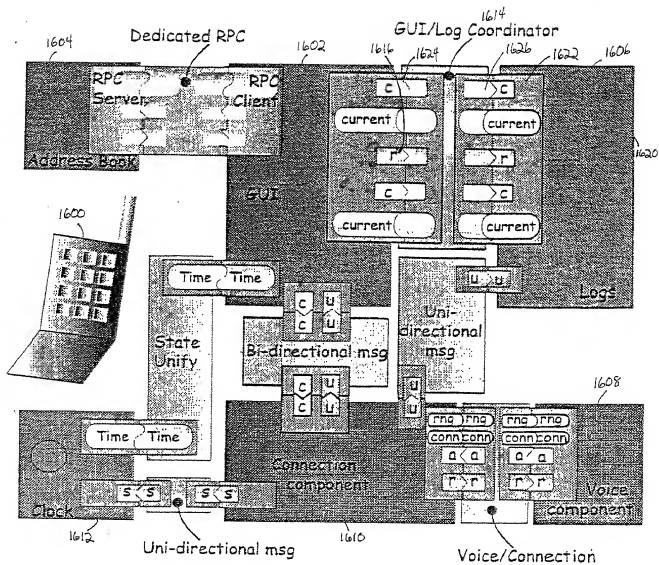 1604
Dedicated RPC
1602
GUI/Log Coordinator
1614
1616
1624
1626
1622
1606
RPC Server
RPC Client
Address Book
GUI
c
c
current
current
r
r
c
c
current
current
1620
Logs
1600
Time Time
State Unify
Bi-directional msg
c u
c u
Uni-directional msg
u u
c u
c u
u
u
Time Time
Clock
1612
s s
s s
Uni-directional msg
Connection component
1610
1608
rng rng
rng rng
conn conn
conn conn
a a
a a
r r
r r
Voice component
Voice/Connection